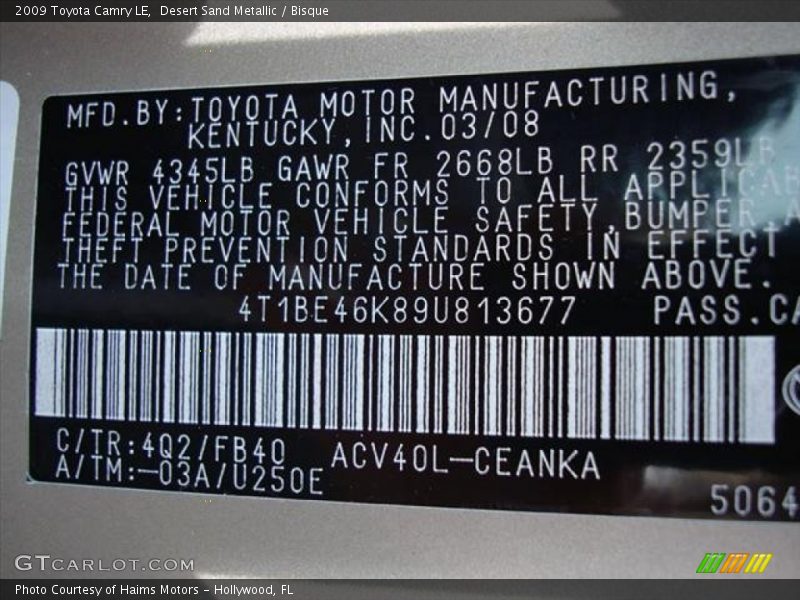 2009 Toyota Camry LE, Desert Sand Metallic / Bisque
MFD.BY:TOYOTA MOTOR MANUFACTURING,
KENTUCKY,INC.03/08
GVWR 4345LB GAWR FR 2668LB RR 2359LB
THIS VEHICLE CONFORMS TO ALL APPLICAB
FEDERAL MOTOR VEHICLE SAFETY,BUMPER,A
THEFT PREVENTION STANDARDS IN EFFECT
THE DATE OF MANUFACTURE SHOWN ABOVE.
4T1BE46K89U813677 PASS.CA
C/TR:4Q2/FB40 ACV40L-CEANKA
A/TM:-03A/U250E
5064
GTCARLOT.COM
Photo Courtesy of Haims Motors - Hollywood, FL